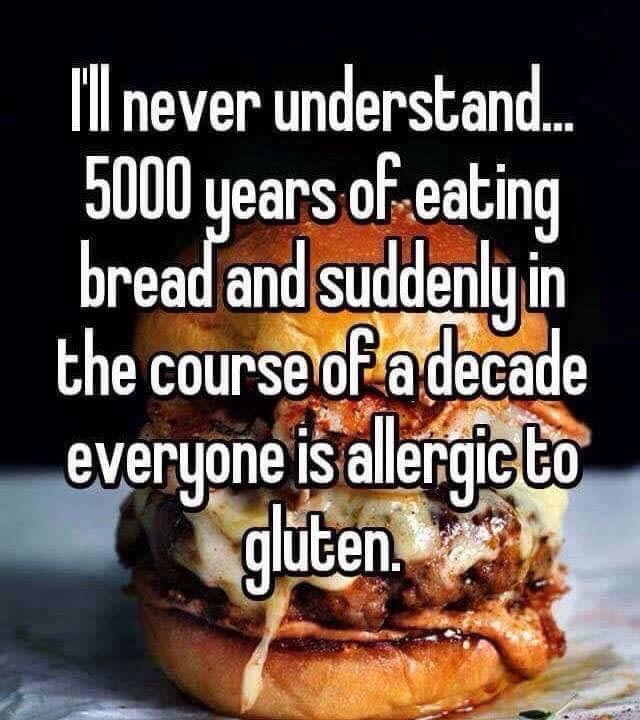 I'll never understand...
5000 years of eating
bread and suddenly in
the course of a decade
everyone is allergic to
gluten.